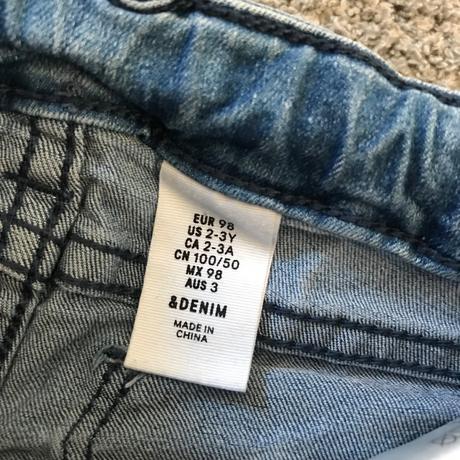 EUR 98
US 2-3Y
CA 2-3A
CN 100/50
MX 98
AUS 3
&DENIM
MADE IN
CHINA